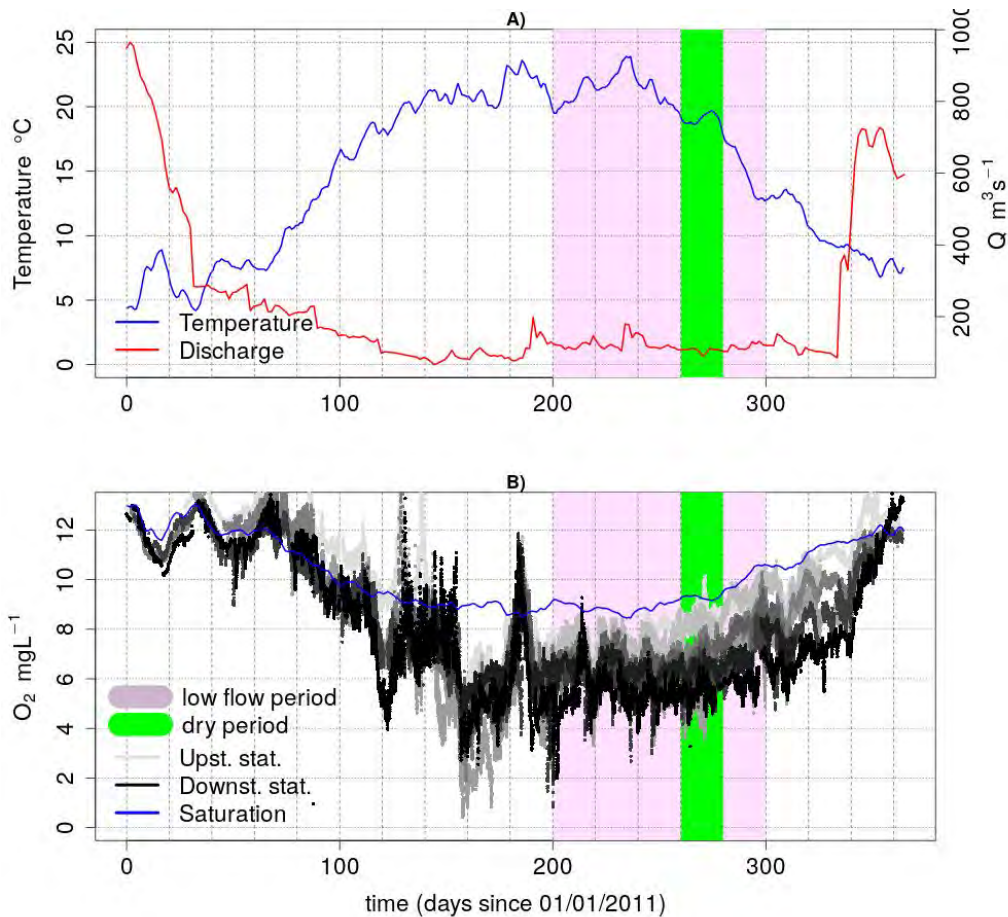 A)
25
20
15
10
5
0
Temperature °C
1000
800
600
400
200
Q m³s⁻¹
Temperature
Discharge
0
100
200
300
B)
12
10
8
6
4
2
0
O₂ mgL⁻¹
low flow period
dry period
Upst. stat.
Downst. stat.
Saturation
0
100
200
300
time (days since 01/01/2011)